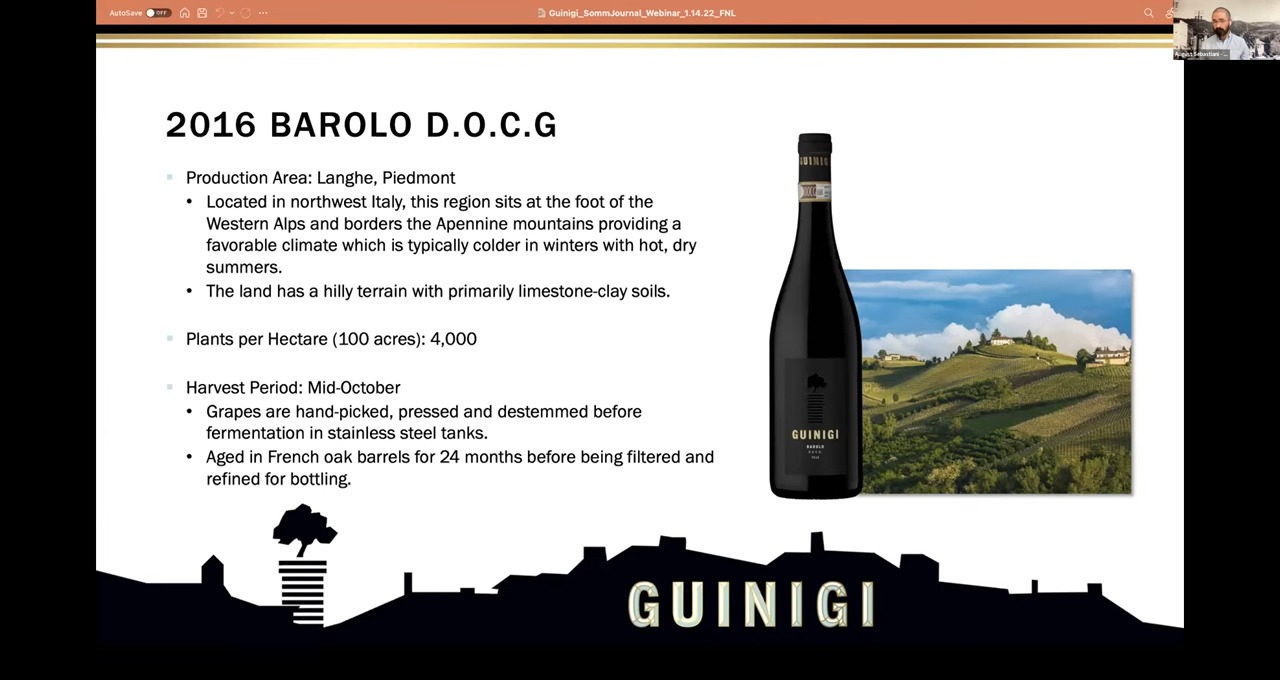 AutoSave OFF
Guinigi_SommJournal_Webinar_1.14.22_FNL
August Sebastiani - ...
2016 BAROLO D.O.C.G
Production Area: Langhe, Piedmont
• Located in northwest Italy, this region sits at the foot of the
Western Alps and borders the Apennine mountains providing a
favorable climate which is typically colder in winters with hot, dry
summers.
• The land has a hilly terrain with primarily limestone-clay soils.
Plants per Hectare (100 acres): 4,000
Harvest Period: Mid-October
• Grapes are hand-picked, pressed and destemmed before
fermentation in stainless steel tanks.
• Aged in French oak barrels for 24 months before being filtered and
refined for bottling.
GUINIGI
GUINIGI
BAROLO
D.O.C.G.
2016
GUINIGI